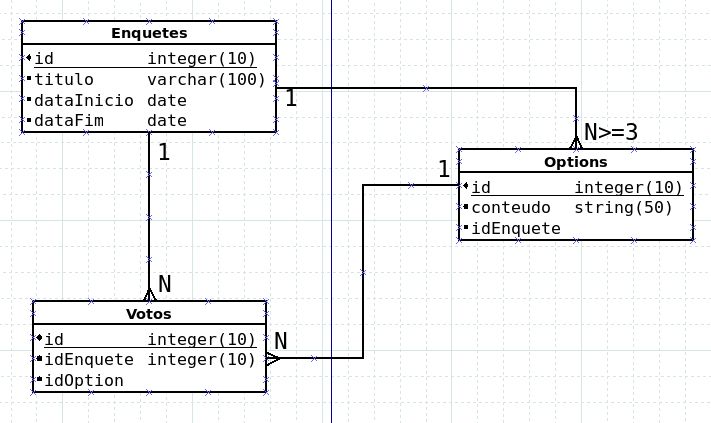 Enquetes
id integer(10)
titulo varchar(100)
dataInicio date
dataFim date
1
N>=3
1
Options
id integer(10)
conteudo string(50)
idEnquete
1
N
Votos
id integer(10)
idEnquete integer(10)
idOption
N